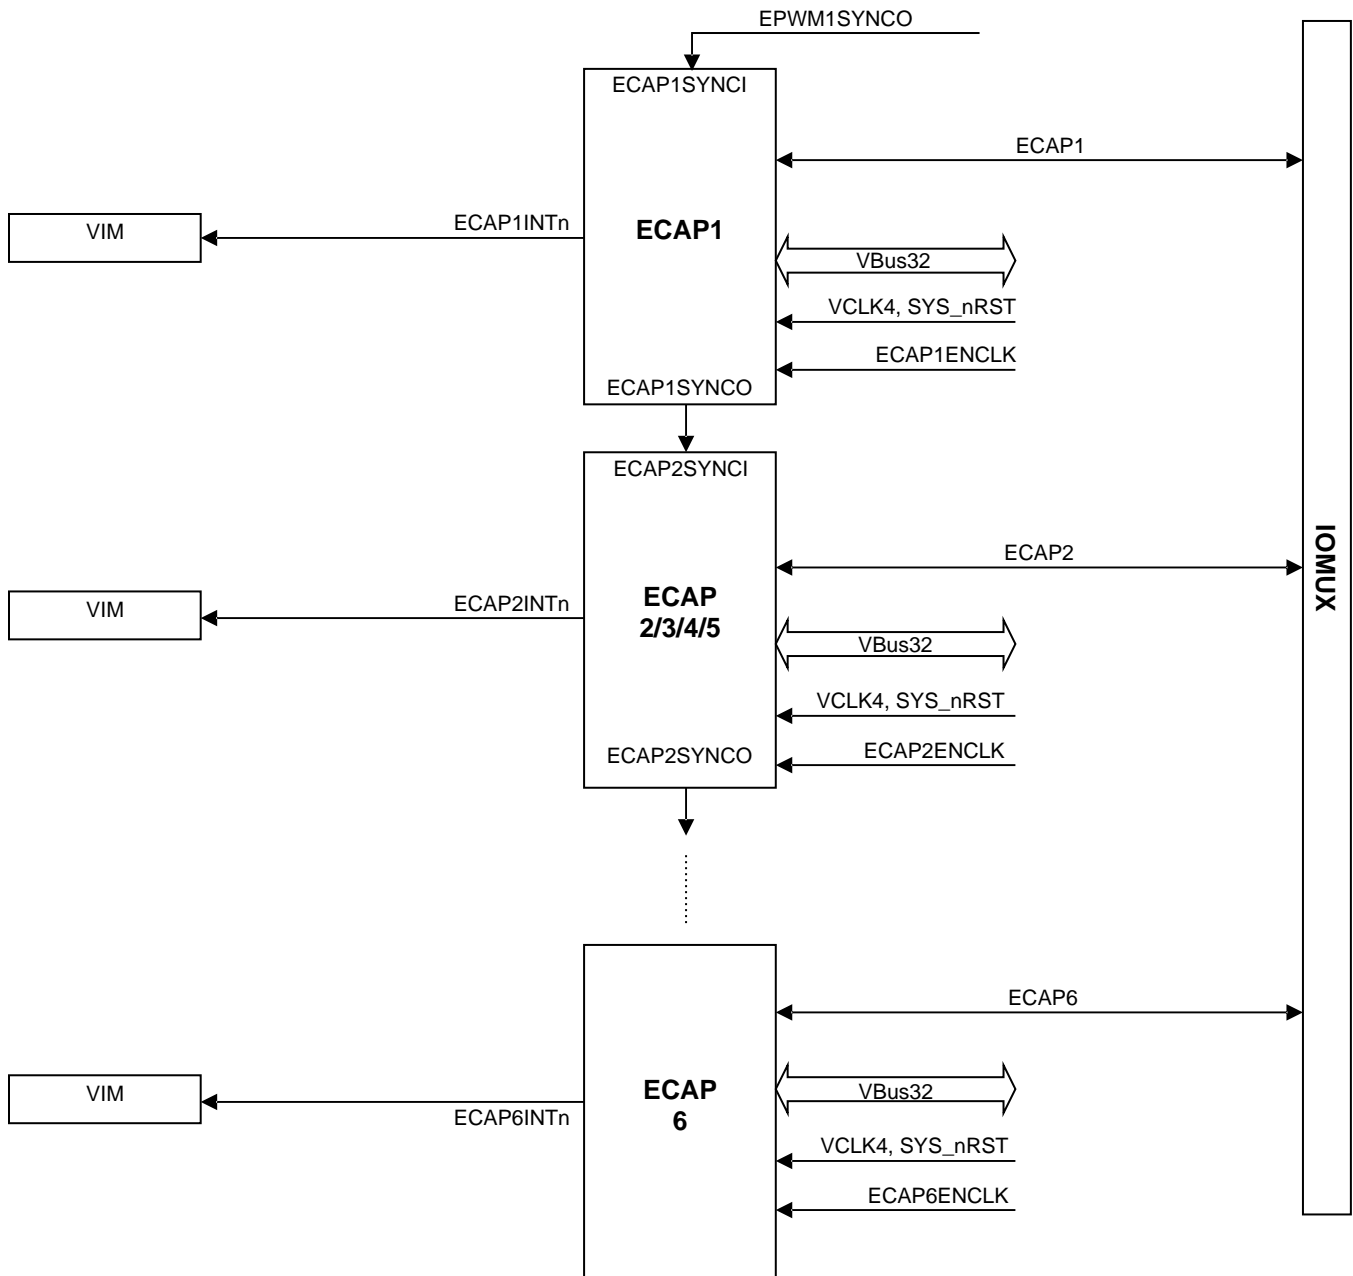 EPWM1SYNCO
ECAP1SYNCI
ECAP1
VIM
ECAP1INTn
ECAP1
VBus32
VCLK4, SYS_nRST
ECAP1ENCLK
ECAP1SYNCO
ECAP2SYNCI
ECAP2
VIM
ECAP2INTn
ECAP
2/3/4/5
VBus32
VCLK4, SYS_nRST
ECAP2SYNCO
ECAP2ENCLK
IOMUX
ECAP6
VIM
ECAP6INTn
ECAP
6
VBus32
VCLK4, SYS_nRST
ECAP6ENCLK